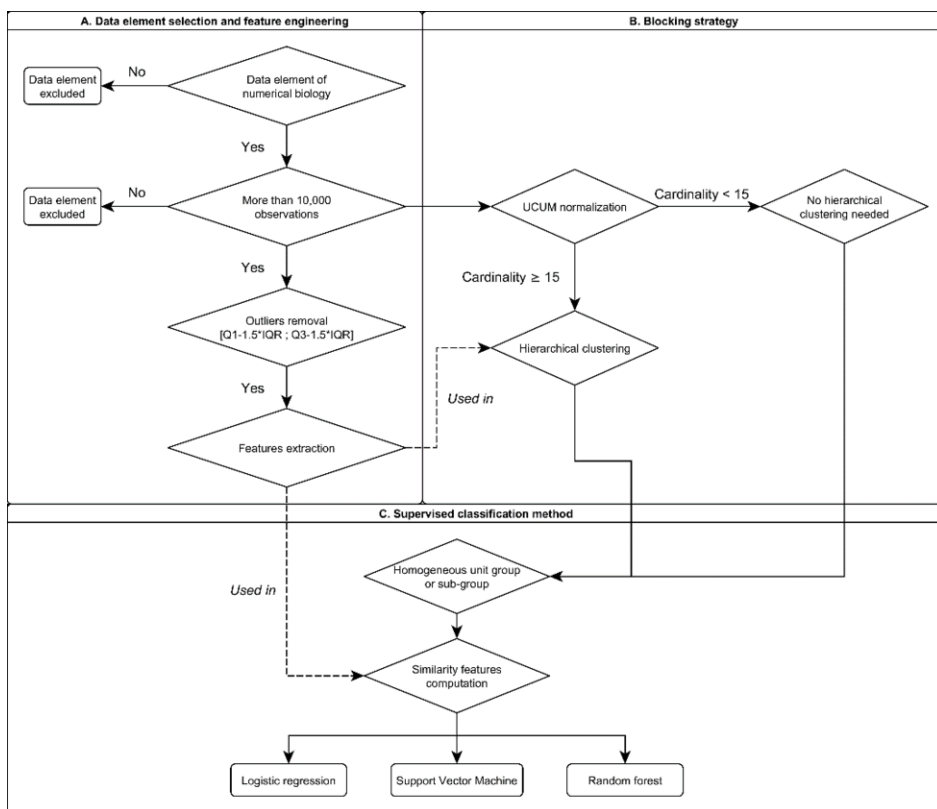 A. Data element selection and feature engineering
B. Blocking strategy
No
Data element
excluded
Data element of
numerical biology
Yes
No
Data element
excluded
More than 10,000
observations
UCUM normalization
Cardinality < 15
No hierarchical
clustering needed
Yes
Cardinality ≥ 15
Outliers removal
[Q1-1.5*IQR ; Q3-1.5*IQR]
Hierarchical clustering
Yes
Used in
Features extraction
C. Supervised classification method
Homogeneous unit group
or sub-group
Used in
Similarity features
computation
Logistic regression
Support Vector Machine
Random forest